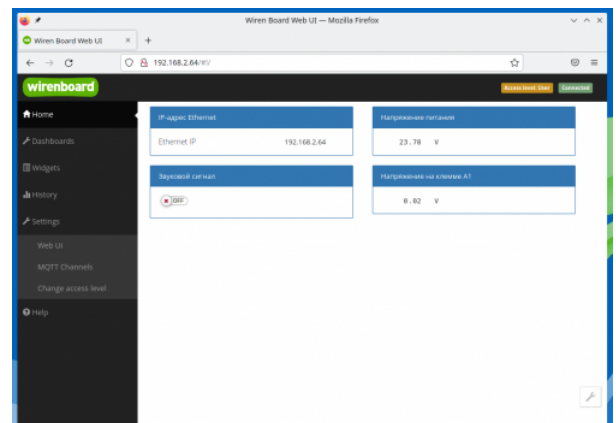 Wiren Board Web UI — Mozilla Firefox
Wiren Board Web UI
192.168.2.64/#!/
wirenboard
Access level: User
Connected
Home
Dashboards
Widgets
History
Settings
Web UI
MQTT Channels
Change access level
Help
IP-адрес Ethernet
Ethernet IP 192.168.2.64
Напряжение питания
23.78 V
Звуковой сигнал
OFF
Напряжение на клемме A1
0.02 V